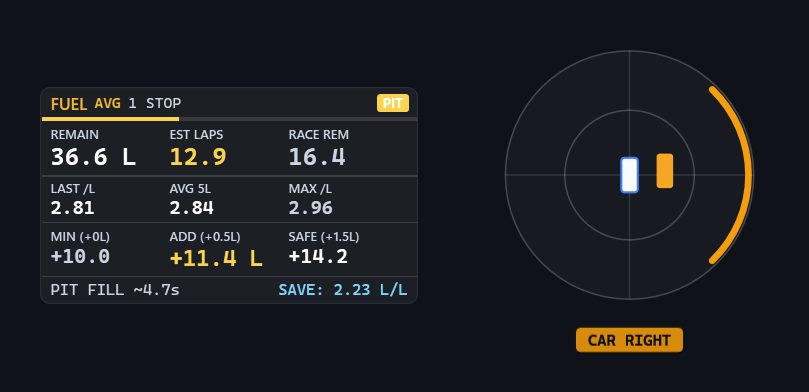 FUEL AVG 1 STOP PIT
REMAIN EST LAPS RACE REM
36.6 L 12.9 16.4
LAST /L AVG 5L MAX /L
2.81 2.84 2.96
MIN (+0L) ADD (+0.5L) SAFE (+1.5L)
+10.0 +11.4 L +14.2
PIT FILL ~4.7s SAVE: 2.23 L/L
CAR RIGHT